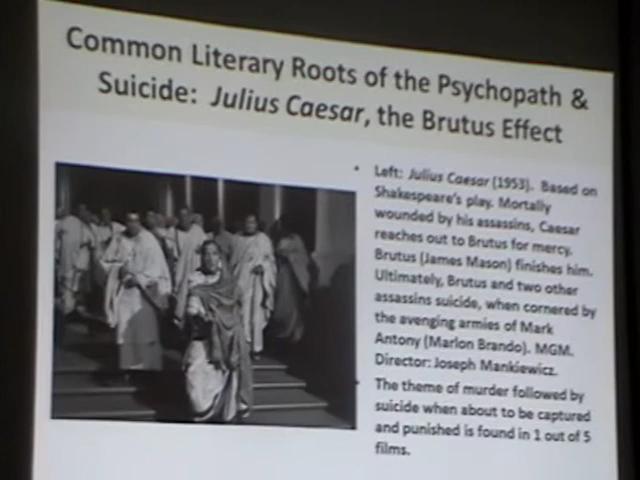 Common Literary Roots of the Psychopath &
Suicide: Julius Caesar, the Brutus Effect
• Left: Julius Caesar (1953). Based on
Shakespeare's play. Mortally
wounded by his assassins, Caesar
reaches out to Brutus for mercy.
Brutus (James Mason) finishes him.
Ultimately, Brutus and two other
assassins suicide, when cornered by
the avenging armies of Mark
Antony (Marlon Brando). MGM.
Director: Joseph Mankiewicz.
• The theme of murder followed by
suicide when about to be captured
and punished is found in 1 out of 5
films.